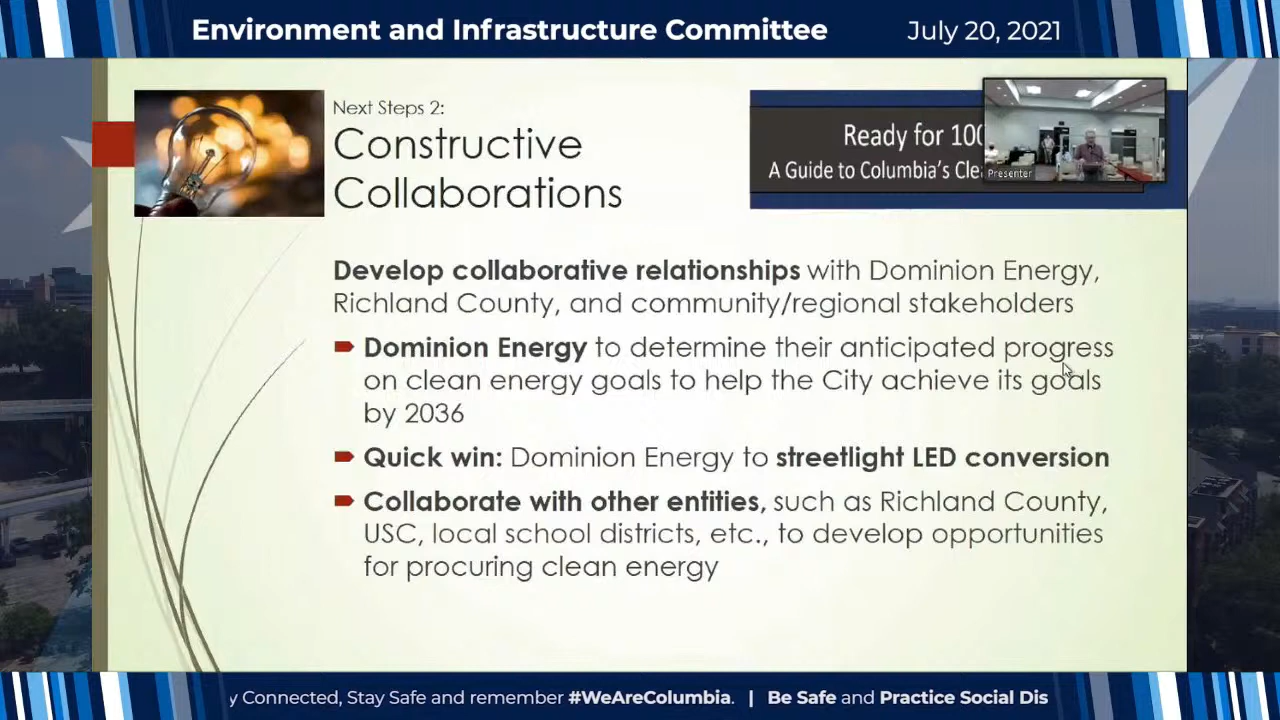 Environment and Infrastructure Committee July 20, 2021
Next Steps 2:
Constructive
Collaborations
Ready for 100
A Guide to Columbia's Cle
Presenter
Develop collaborative relationships with Dominion Energy,
Richland County, and community/regional stakeholders
Dominion Energy to determine their anticipated progress
on clean energy goals to help the City achieve its goals
by 2036
Quick win: Dominion Energy to streetlight LED conversion
Collaborate with other entities, such as Richland County,
USC, local school districts, etc., to develop opportunities
for procuring clean energy
y Connected, Stay Safe and remember #WeAreColumbia. | Be Safe and Practice Social Dis